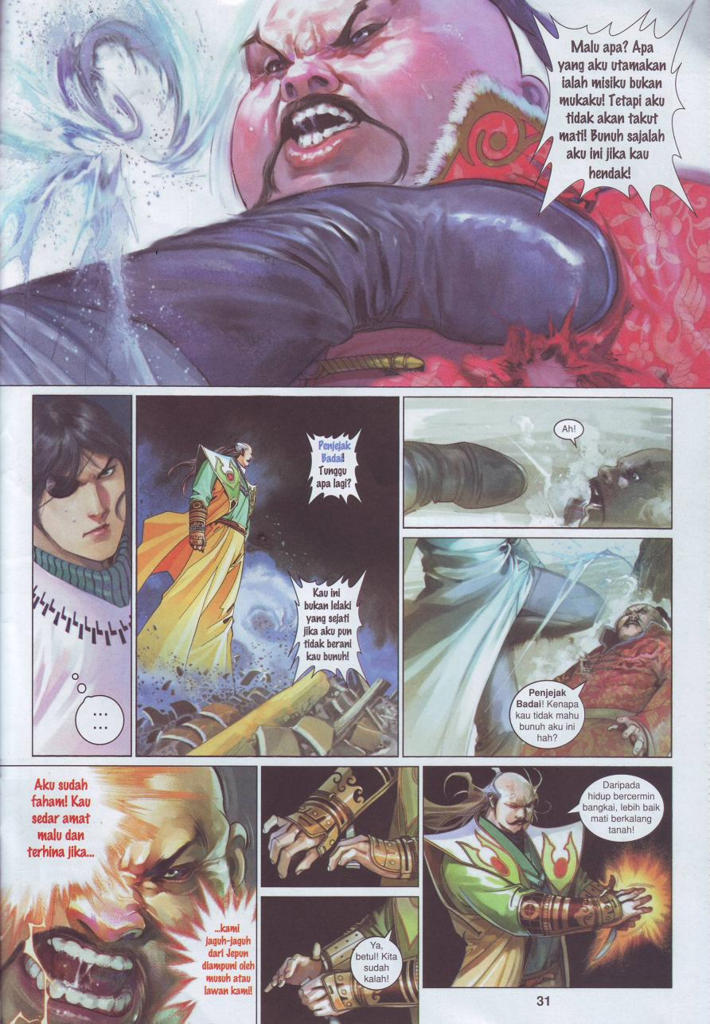 Malu apa? Apa
yang aku utamakan
ialah misiku bukan
mukaku! Tetapi aku
tidak akan takut
mati! Bunuh sajalah
aku ini jika kau
hendak!
...
...
Penjejak
Badai!
Tunggu
apa lagi?
Kau
bukan lelaki
yang sejati
jika aku pun
tidak berani
kau bunuh!
Ah!
Penjejak
Badai! Kenapa
kau tidak mahu
bunuh aku ini
hah?
Aku sudah
faham! Kau
sedar amat
malu dan
terhina jika...
...kami
jaguh-jaguh
dari Jepun
diampuni oleh
musuh atau
lawan kami!
Ya,
betul! Kita
sudah
kalah!
Daripada
hidup bercermin
bangkai, lebih baik
mati berkalang
tanah!
31